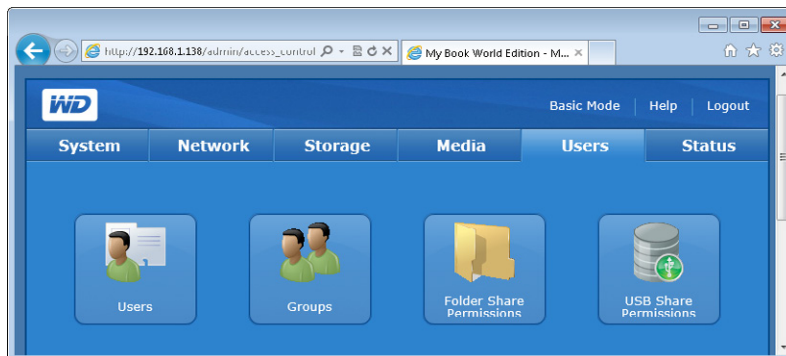 http://192.168.1.138/admin/access_control
My Book World Edition - M...
WD
Basic Mode Help Logout
System Network Storage Media Users Status
Users
Groups
Folder Share
Permissions
USB Share
Permissions